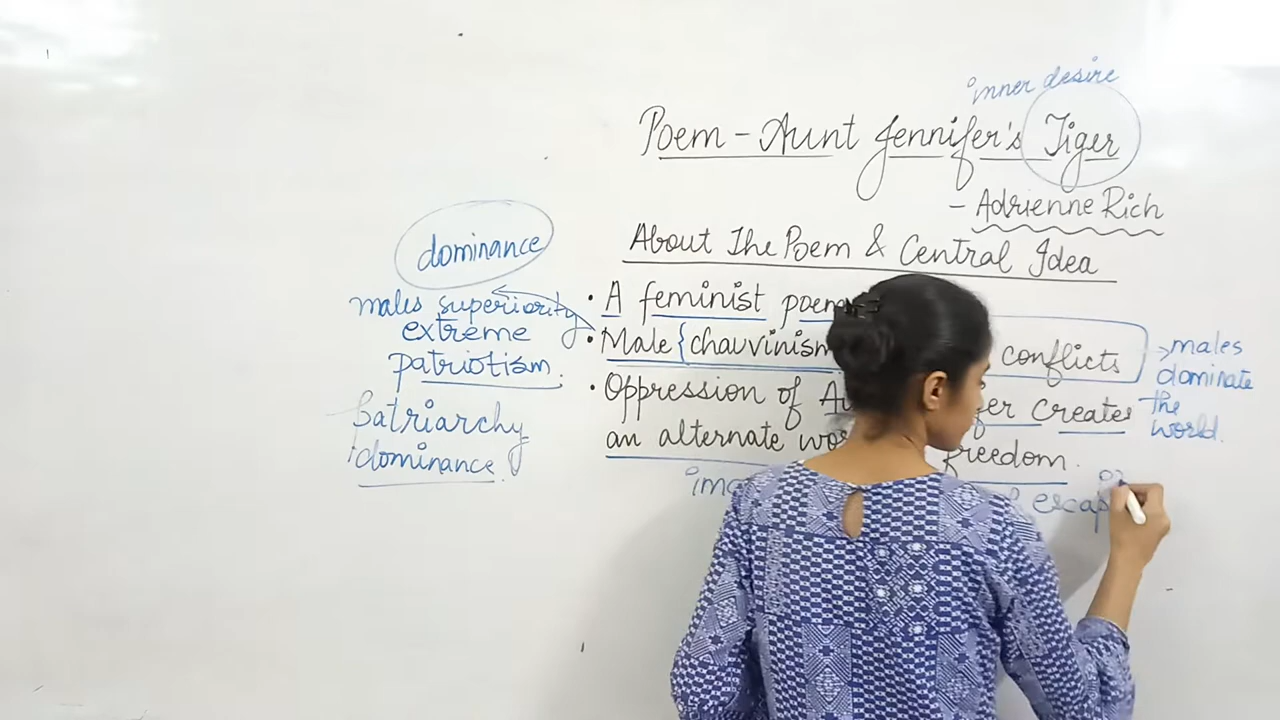 inner desire
Poem - Aunt Jennifer's Tiger
- Adrienne Rich
About The Poem & Central Idea
dominance
males superiority
extreme
patriotism.
Patriarchy
dominance.
• A feminist poem
• Male {chauvinism conflicts
• Oppression of Creates
an alternate freedom.
→males
dominate
the
world.